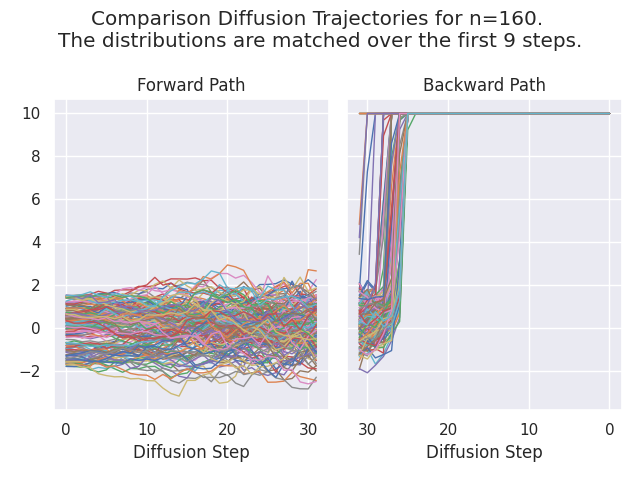 Comparison Diffusion Trajectories for n=160.
The distributions are matched over the first 9 steps.
Forward Path
Backward Path
10
8
6
4
2
0
−2
0
10
20
30
30
20
10
0
Diffusion Step
Diffusion Step